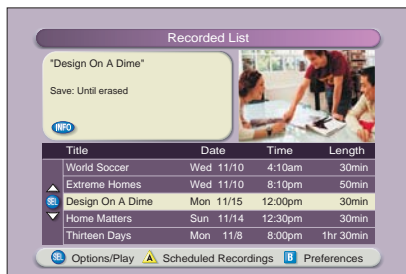 Recorded List
"Design On A Dime"
Save: Until erased
INFO
Title Date Time Length
World Soccer Wed 11/10 4:10am 30min
Extreme Homes Wed 11/10 8:10pm 50min
SEL Design On A Dime Mon 11/15 12:00pm 30min
Home Matters Sun 11/14 12:30pm 30min
Thirteen Days Mon 11/8 8:00pm 1hr 30min
SEL Options/Play A Scheduled Recordings B Preferences